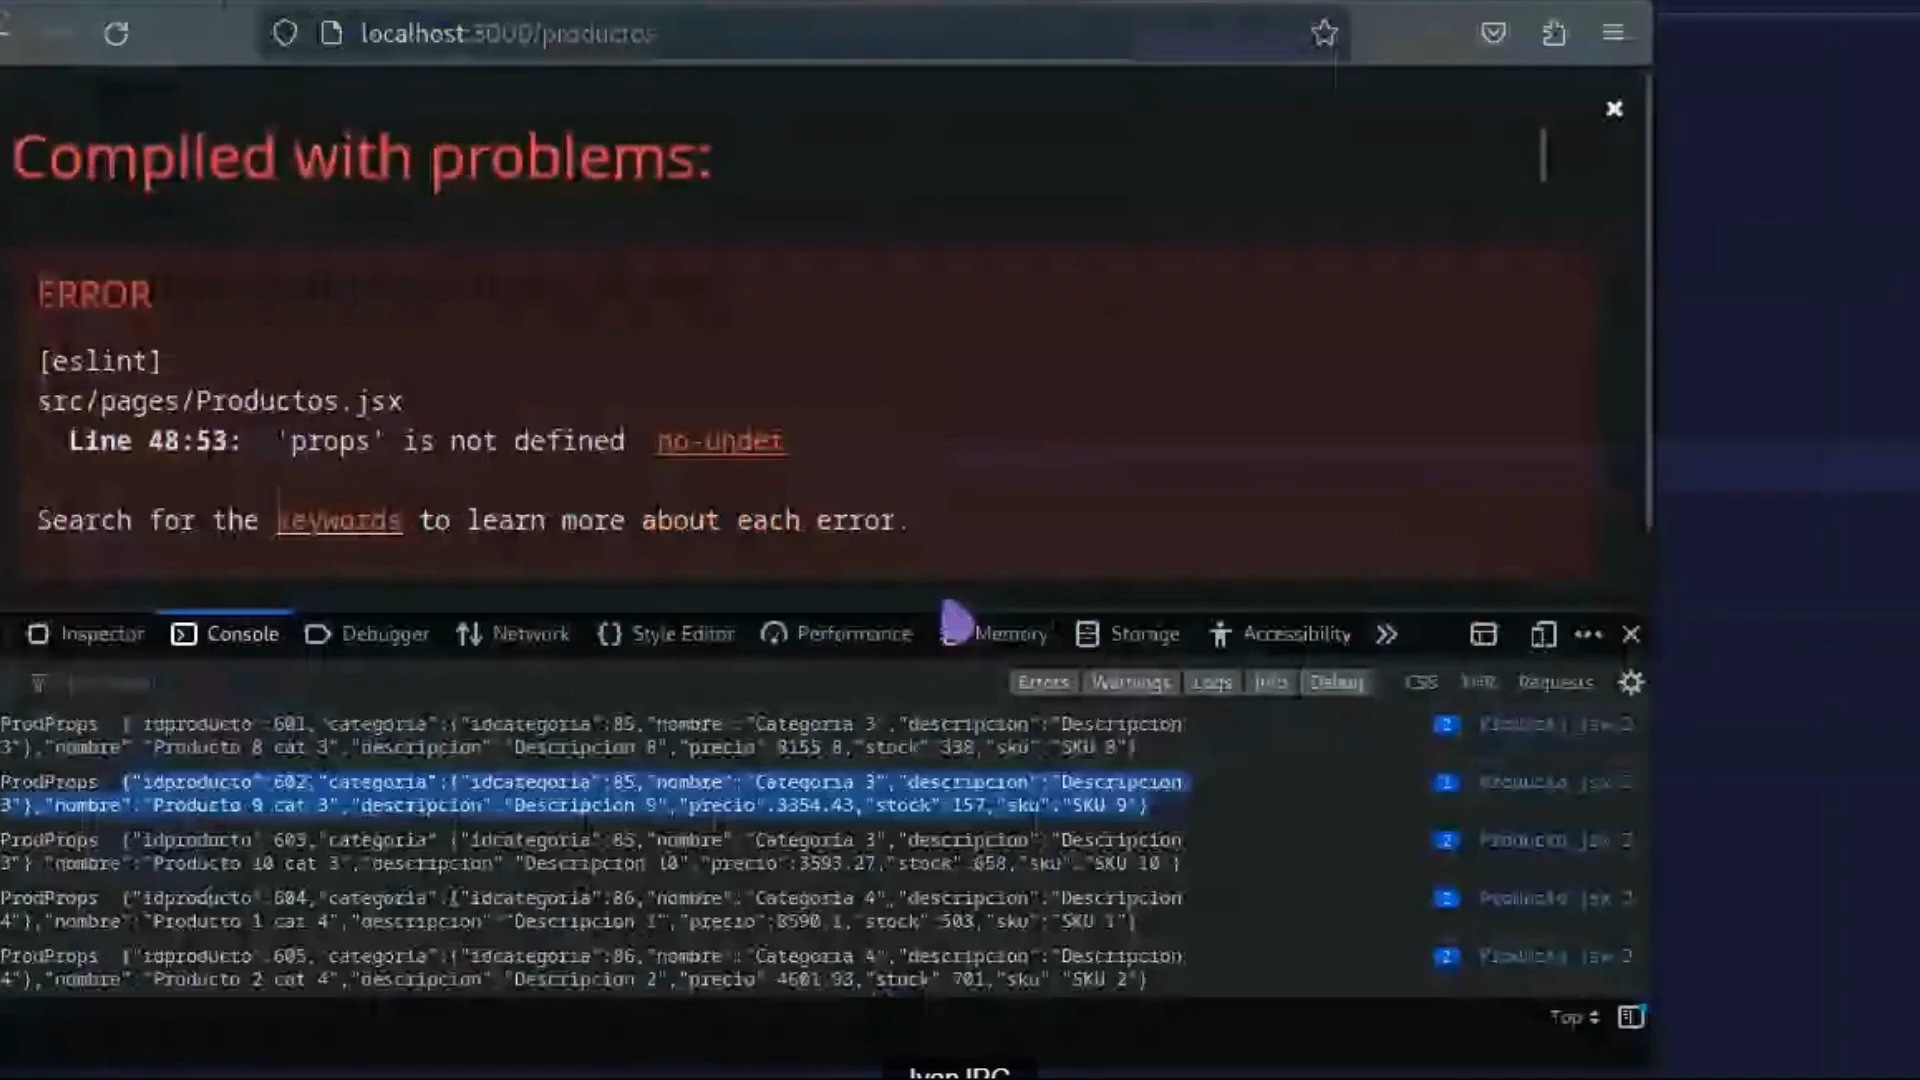 localhost:3000/productos
Compiled with problems:
ERROR
[eslint]
src/pages/Productos.jsx
Line 48:53: 'props' is not defined no-undef
Search for the keywords to learn more about each error.
Inspector Console Debugger Network Style Editor Performance Memory Storage Accessibility
Errors Warnings Logs Info Debug CSS XHR Requests
ProdProps {"idproducto":601,"categoria":{"idcategoria":85,"nombre":"Categoria 3","descripcion":"Descripcion 2
3"},"nombre":"Producto 8 cat 3","descripcion":"Descripcion 8","precio":8155.8,"stock":338,"sku":"SKU 8"}
ProdProps {"idproducto":602,"categoria":{"idcategoria":85,"nombre":"Categoria 3","descripcion":"Descripcion
3"},"nombre":"Producto 9 cat 3","descripcion":"Descripcion 9","precio":3354.43,"stock":157,"sku":"SKU 9"}
ProdProps {"idproducto":603,"categoria":{"idcategoria":85,"nombre":"Categoria 3","descripcion":"Descripcion 2
3"},"nombre":"Producto 10 cat 3","descripcion":"Descripcion 10","precio":3593.27,"stock":658,"sku":"SKU 10"}
ProdProps {"idproducto":604,"categoria":{"idcategoria":86,"nombre":"Categoria 4","descripcion":"Descripcion 2
4"},"nombre":"Producto 1 cat 4","descripcion":"Descripcion 1","precio":8590.1,"stock":503,"sku":"SKU 1"}
ProdProps {"idproducto":605,"categoria":{"idcategoria":86,"nombre":"Categoria 4","descripcion":"Descripcion 2
4"},"nombre":"Producto 2 cat 4","descripcion":"Descripcion 2","precio":4601.93,"stock":701,"sku":"SKU 2"}
Top